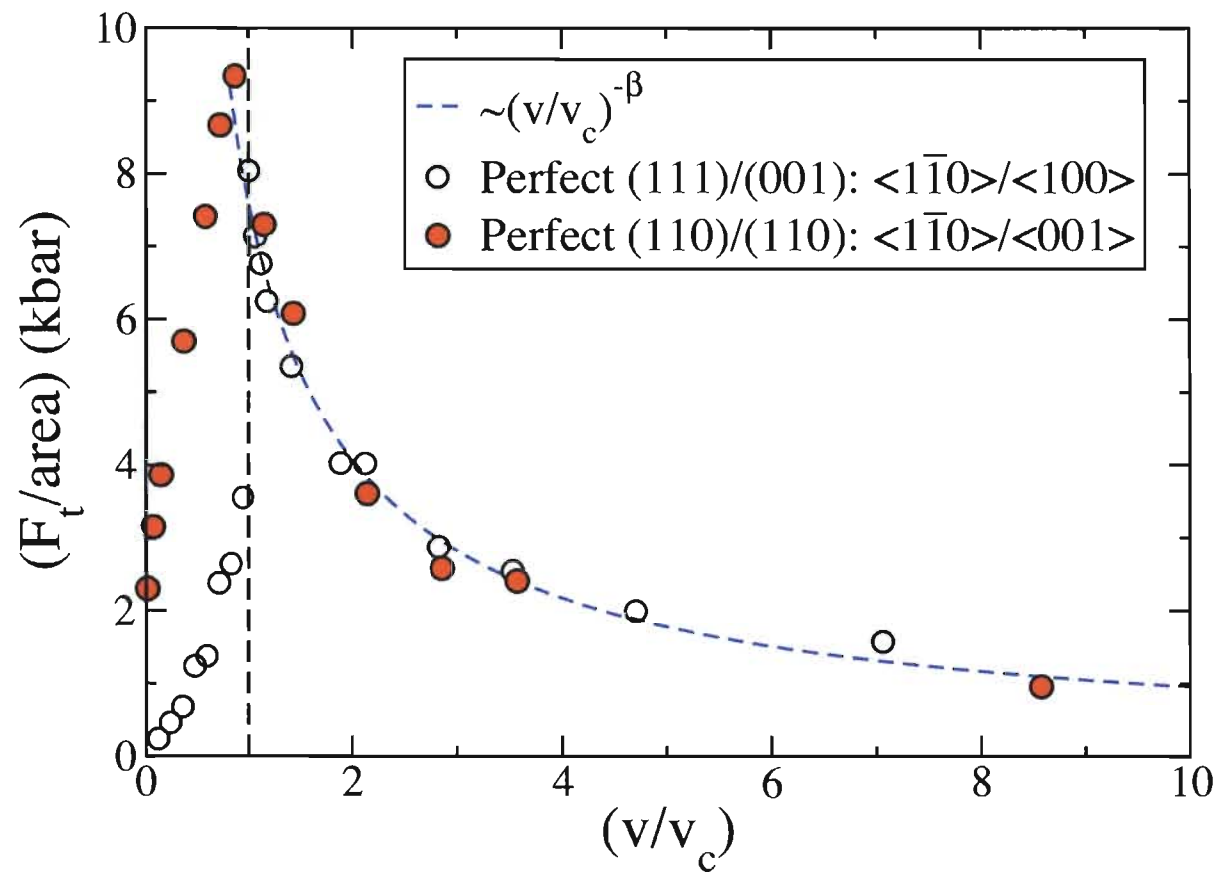 10
8
6
4
2
0
(F_t/area) (kbar)
~(v/v_c)^-β
Perfect (111)/(001): <11̅0>/<100>
Perfect (110)/(110): <11̅0>/<001>
0 2 4 6 8 10
(v/v_c)